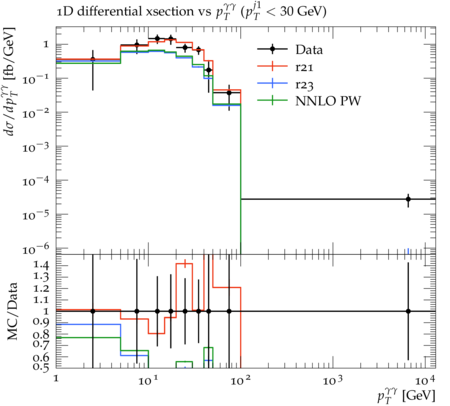 1D differential xsection vs p_T^γγ (p_T^j1 < 30 GeV)
dσ/dp_T^γγ [fb/GeV]
1
10^−1
10^−2
10^−3
10^−4
10^−5
10^−6
Data
r21
r23
NNLO PW
MC/Data
1.4
1.3
1.2
1.1
1
0.9
0.8
0.7
0.6
0.5
1 10^1 10^2 10^3 10^4
p_T^γγ [GeV]